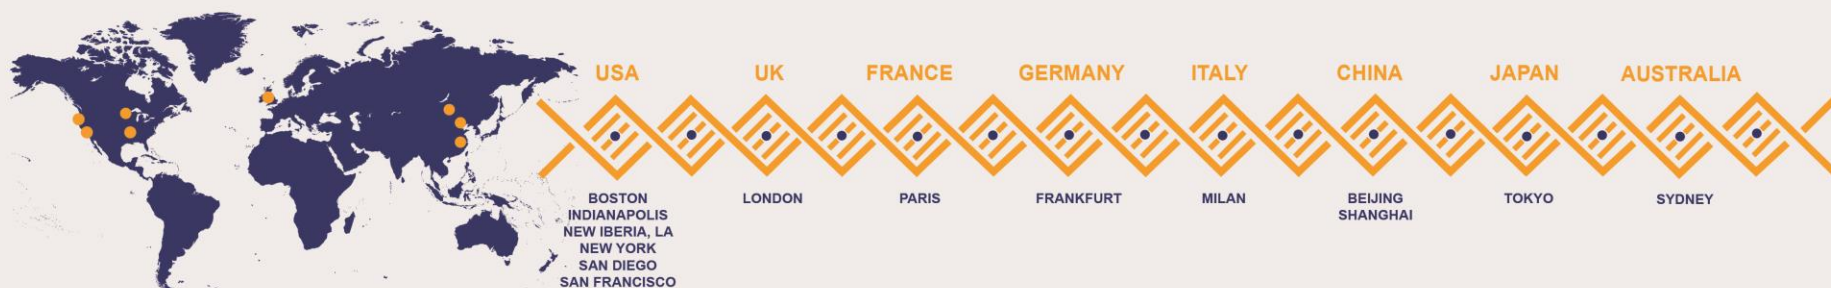 USA
BOSTON
INDIANAPOLIS
NEW IBERIA, LA
NEW YORK
SAN DIEGO
SAN FRANCISCO
UK
LONDON
FRANCE
PARIS
GERMANY
FRANKFURT
ITALY
MILAN
CHINA
BEIJING
SHANGHAI
JAPAN
TOKYO
AUSTRALIA
SYDNEY